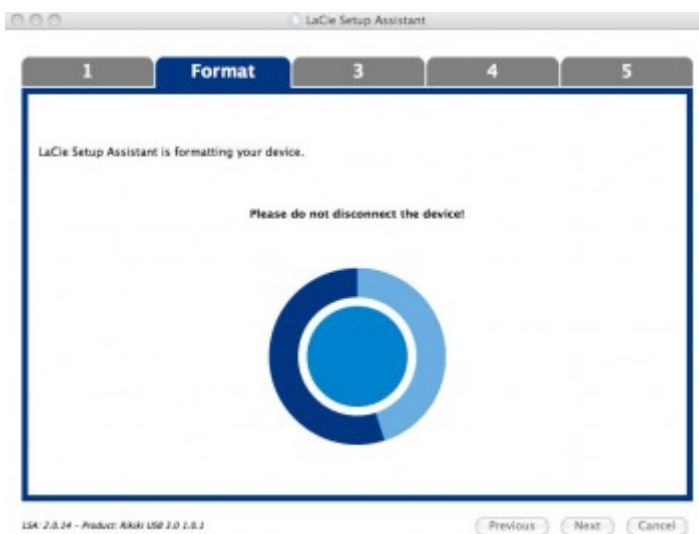 LaCie Setup Assistant
1 Format 3 4 5
LaCie Setup Assistant is formatting your device.
Please do not disconnect the device!
LSA: 2.0.14 - Product: Rikiki USB 3.0 1.0.1
Previous Next Cancel